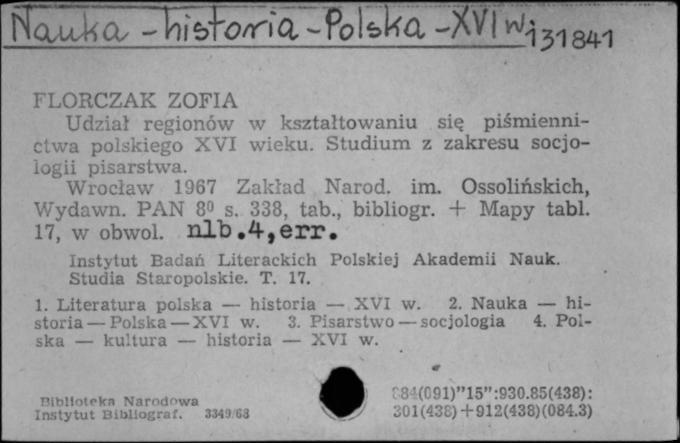 Nauka - historia - Polska - XVI w.
131841
FLORCZAK ZOFIA
Udział regionów w kształtowaniu się piśmienni-
ctwa polskiego XVI wieku. Studium z zakresu socjo-
logii pisarstwa.
Wrocław 1967 Zakład Narod. im. Ossolińskich,
Wydawn. PAN 8⁰ s. 338, tab., bibliogr. + Mapy tabl.
17, w obwol. nlb.4,err.
Instytut Badań Literackich Polskiej Akademii Nauk.
Studia Staropolskie. T. 17.
1. Literatura polska — historia — XVI w. 2. Nauka — hi-
storia — Polska — XVI w. 3. Pisarstwo — socjologia 4. Pol-
ska — kultura — historia — XVI w.
Biblioteka Narodowa
Instytut Bibliograf. 3349/68
884(091)"15":930.85(438):
301(438)+912(438)(084.3)